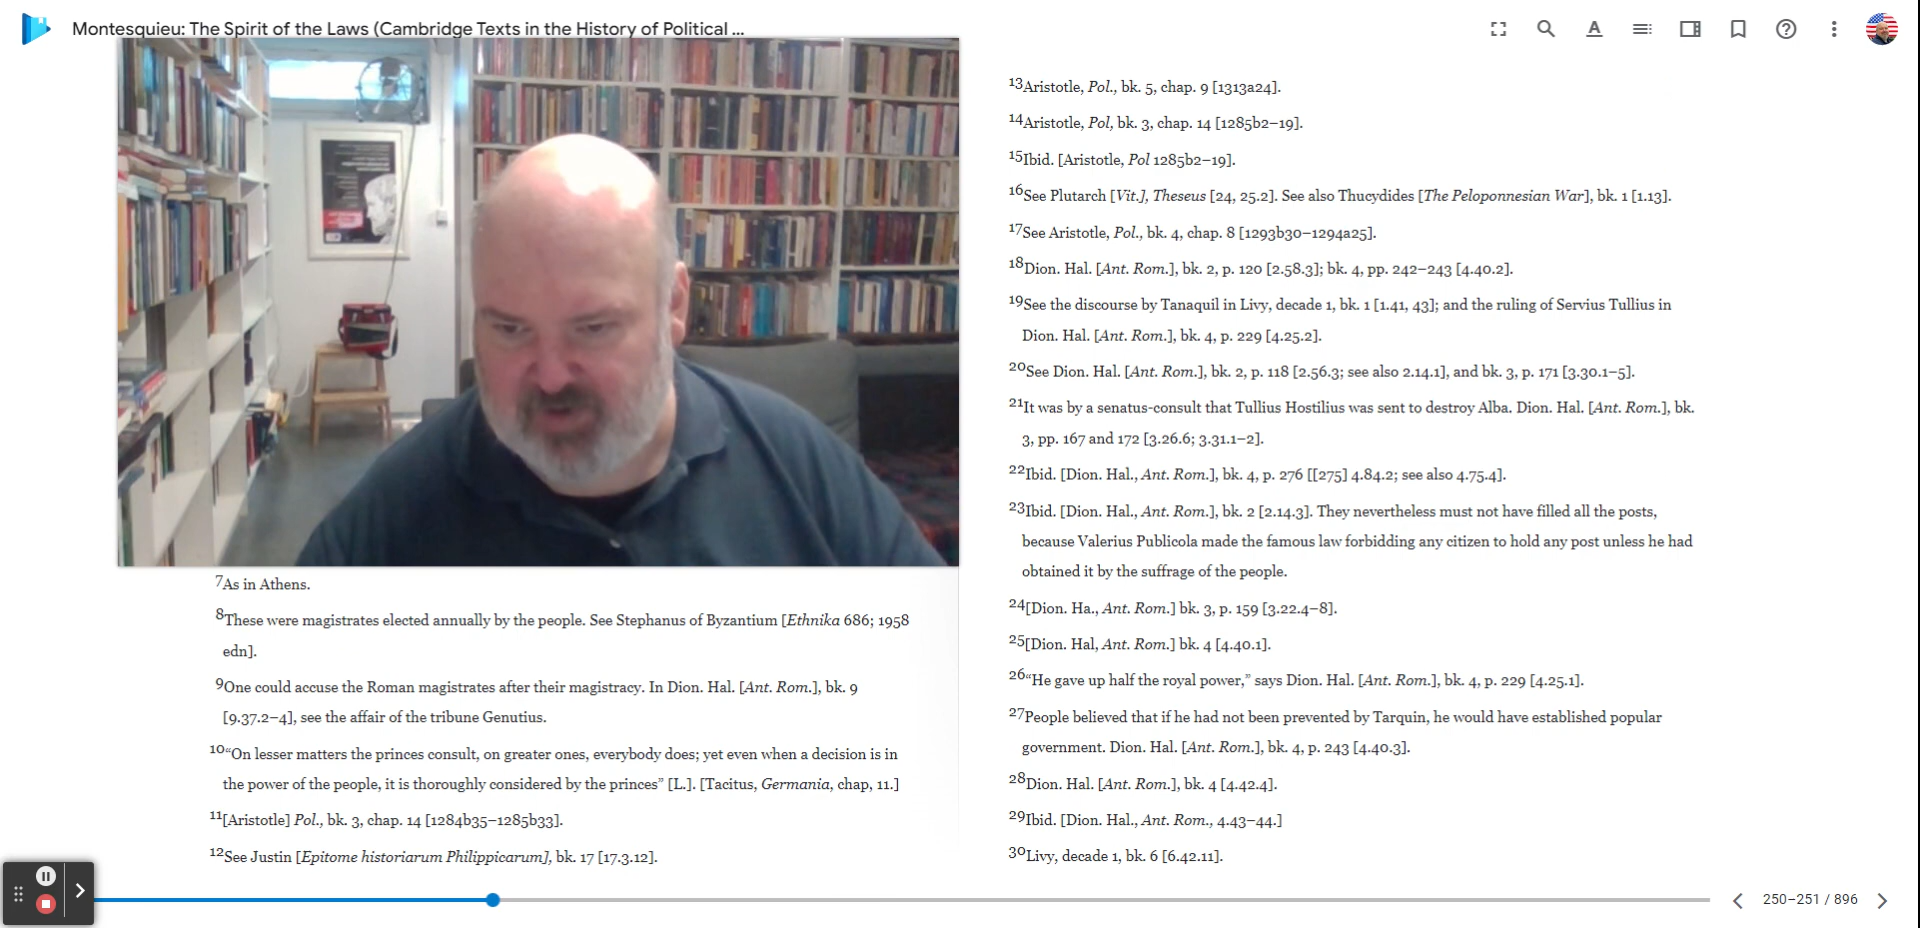 Montesquieu: The Spirit of the Laws (Cambridge Texts in the History of Political ...
7As in Athens.
8These were magistrates elected annually by the people. See Stephanus of Byzantium [Ethnika 686; 1958
edn].
9One could accuse the Roman magistrates after their magistracy. In Dion. Hal. [Ant. Rom.], bk. 9
[9.37.2–4], see the affair of the tribune Genutius.
10“On lesser matters the princes consult, on greater ones, everybody does; yet even when a decision is in
the power of the people, it is thoroughly considered by the princes” [L.]. [Tacitus, Germania, chap, 11.]
11[Aristotle] Pol., bk. 3, chap. 14 [1284b35–1285b33].
12See Justin [Epitome historiarum Philippicarum], bk. 17 [17.3.12].
13Aristotle, Pol., bk. 5, chap. 9 [1313a24].
14Aristotle, Pol, bk. 3, chap. 14 [1285b2–19].
15Ibid. [Aristotle, Pol 1285b2–19].
16See Plutarch [Vit.], Theseus [24, 25.2]. See also Thucydides [The Peloponnesian War], bk. 1 [1.13].
17See Aristotle, Pol., bk. 4, chap. 8 [1293b30–1294a25].
18Dion. Hal. [Ant. Rom.], bk. 2, p. 120 [2.58.3]; bk. 4, pp. 242–243 [4.40.2].
19See the discourse by Tanaquil in Livy, decade 1, bk. 1 [1.41, 43]; and the ruling of Servius Tullius in
Dion. Hal. [Ant. Rom.], bk. 4, p. 229 [4.25.2].
20See Dion. Hal. [Ant. Rom.], bk. 2, p. 118 [2.56.3; see also 2.14.1], and bk. 3, p. 171 [3.30.1–5].
21It was by a senatus-consult that Tullius Hostilius was sent to destroy Alba. Dion. Hal. [Ant. Rom.], bk.
3, pp. 167 and 172 [3.26.6; 3.31.1–2].
22Ibid. [Dion. Hal., Ant. Rom.], bk. 4, p. 276 [[275] 4.84.2; see also 4.75.4].
23Ibid. [Dion. Hal., Ant. Rom.], bk. 2 [2.14.3]. They nevertheless must not have filled all the posts,
because Valerius Publicola made the famous law forbidding any citizen to hold any post unless he had
obtained it by the suffrage of the people.
24[Dion. Ha., Ant. Rom.] bk. 3, p. 159 [3.22.4–8].
25[Dion. Hal, Ant. Rom.] bk. 4 [4.40.1].
26“He gave up half the royal power,” says Dion. Hal. [Ant. Rom.], bk. 4, p. 229 [4.25.1].
27People believed that if he had not been prevented by Tarquin, he would have established popular
government. Dion. Hal. [Ant. Rom.], bk. 4, p. 243 [4.40.3].
28Dion. Hal. [Ant. Rom.], bk. 4 [4.42.4].
29Ibid. [Dion. Hal., Ant. Rom., 4.43–44.]
30Livy, decade 1, bk. 6 [6.42.11].
250–251 / 896